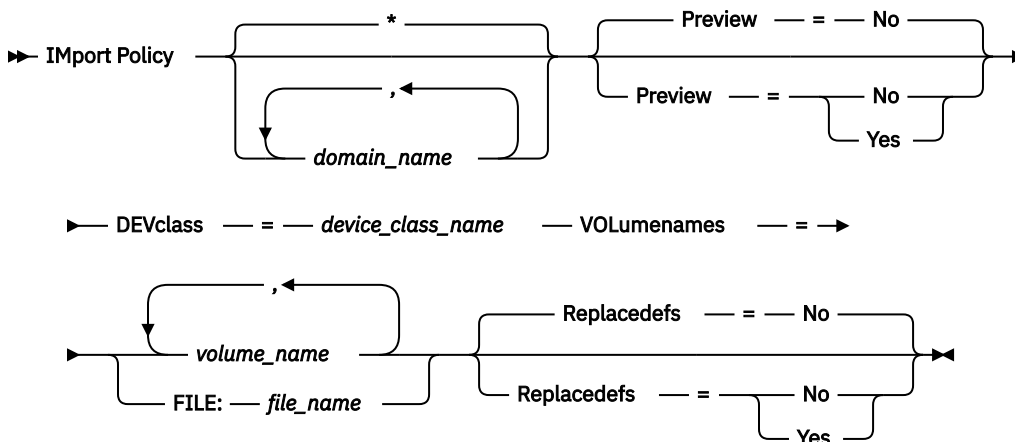 *
Preview = No
IMport Policy
,
domain_name
Preview = No
Yes
DEVclass = device_class_name VOLumenames =
,
volume_name
FILE: file_name
Replacedefs = No
Replacedefs = No
Yes